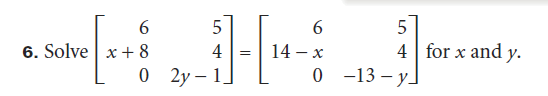 6. Solve [ 6 5 ; x + 8 4 ; 0 2y – 1 ] = [ 6 5 ; 14 – x 4 ; 0 –13 – y ] for x and y.